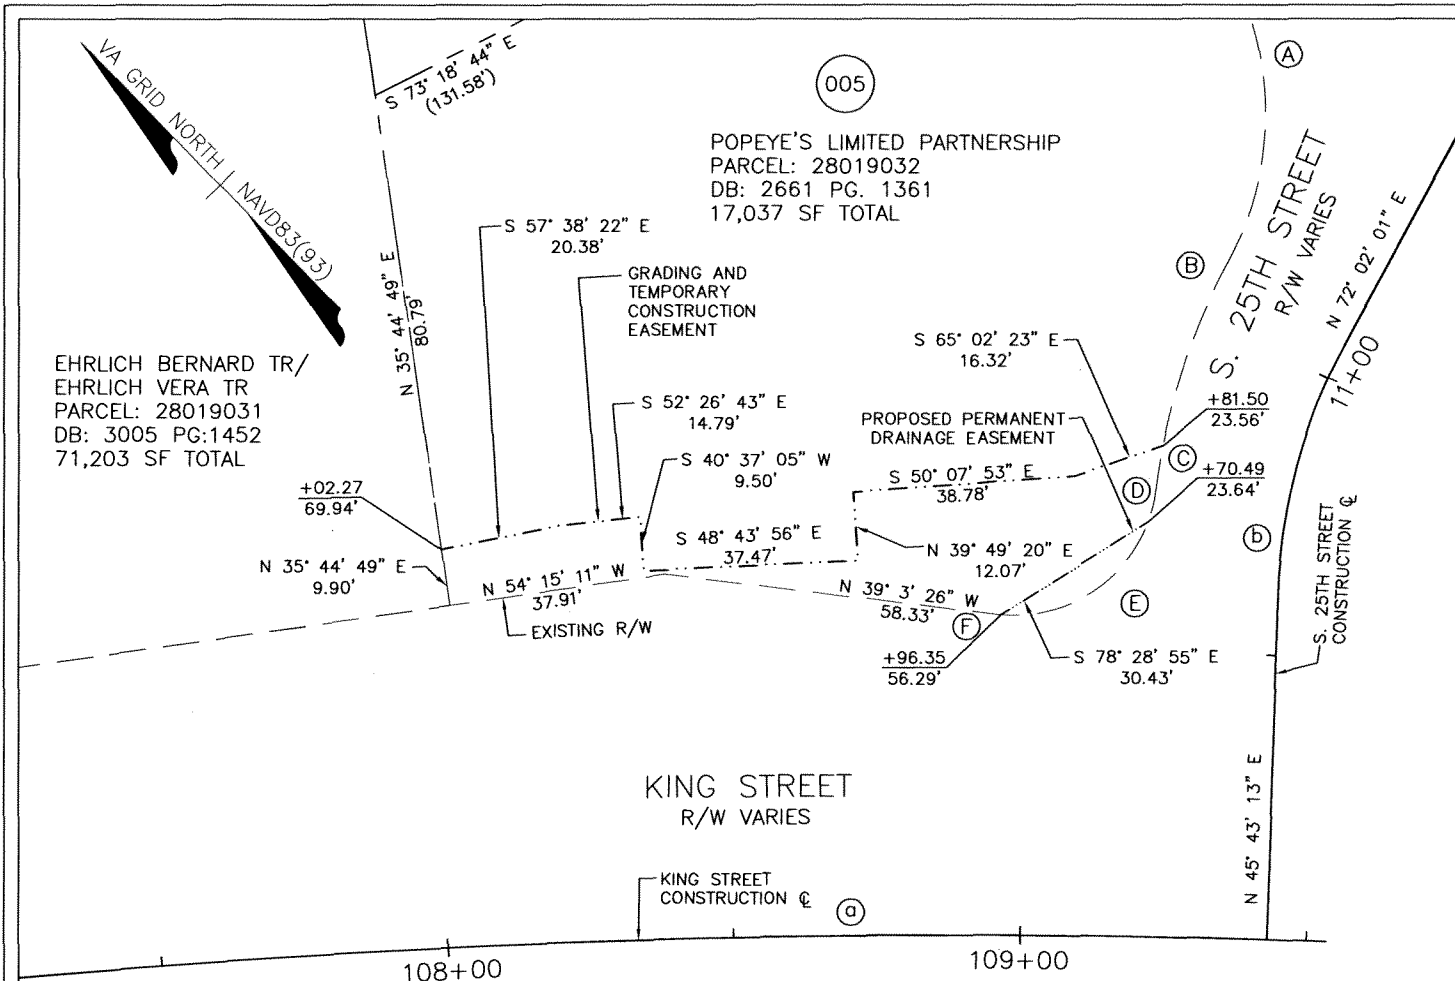 VA GRID NORTH
NAVD83(93)
S 73° 18' 44" E
(131.58')
005
POPEYE'S LIMITED PARTNERSHIP
PARCEL: 28019032
DB: 2661 PG. 1361
17,037 SF TOTAL
A
B
S. 25TH STREET
R/W VARIES
N 72° 02' 01" E
11+00
S 57° 38' 22" E
20.38'
GRADING AND
TEMPORARY
CONSTRUCTION
EASEMENT
N 35° 44' 49" E
80.79'
EHRLICH BERNARD TR/
EHRLICH VERA TR
PARCEL: 28019031
DB: 3005 PG:1452
71,203 SF TOTAL
S 65° 02' 23" E
16.32'
+81.50
23.56'
S 52° 26' 43" E
14.79'
PROPOSED PERMANENT
DRAINAGE EASEMENT
S 40° 37' 05" W
9.50'
S 50° 07' 53" E
38.78'
C
D
+70.49
23.64'
+02.27
69.94'
S 48° 43' 56" E
37.47'
N 39° 49' 20" E
12.07'
b
S. 25TH STREET
CONSTRUCTION ℄
N 35° 44' 49" E
9.90'
N 54° 15' 11" W
37.91'
EXISTING R/W
N 39° 3' 26" W
58.33'
E
F
+96.35
56.29'
S 78° 28' 55" E
30.43'
KING STREET
R/W VARIES
N 45° 43' 13" E
KING STREET
CONSTRUCTION ℄
a
108+00
109+00